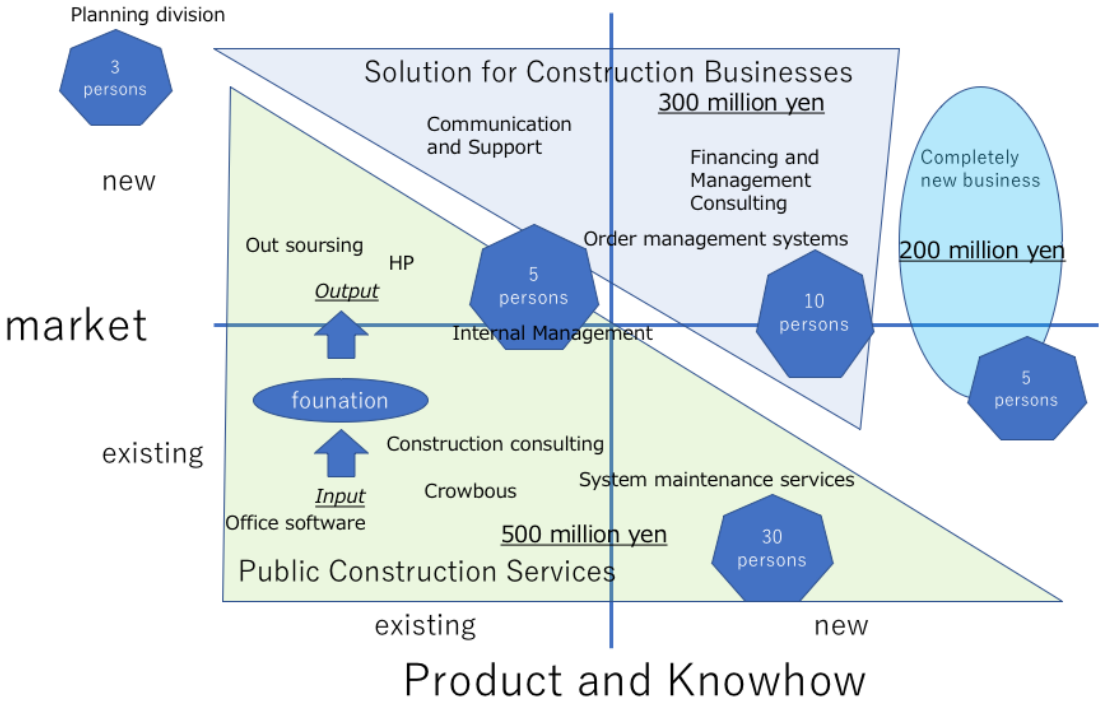 Planning division
3
persons
Solution for Construction Businesses
300 million yen
Communication
and Support
Financing and
Management
Consulting
Completely
new business
new
Out soursing
HP
Output
5
persons
Order management systems
200 million yen
10
persons
market
Internal Management
founation
5
persons
existing
Construction consulting
Input
Crowbous
System maintenance services
Office software
500 million yen
30
persons
Public Construction Services
existing
new
Product and Knowhow